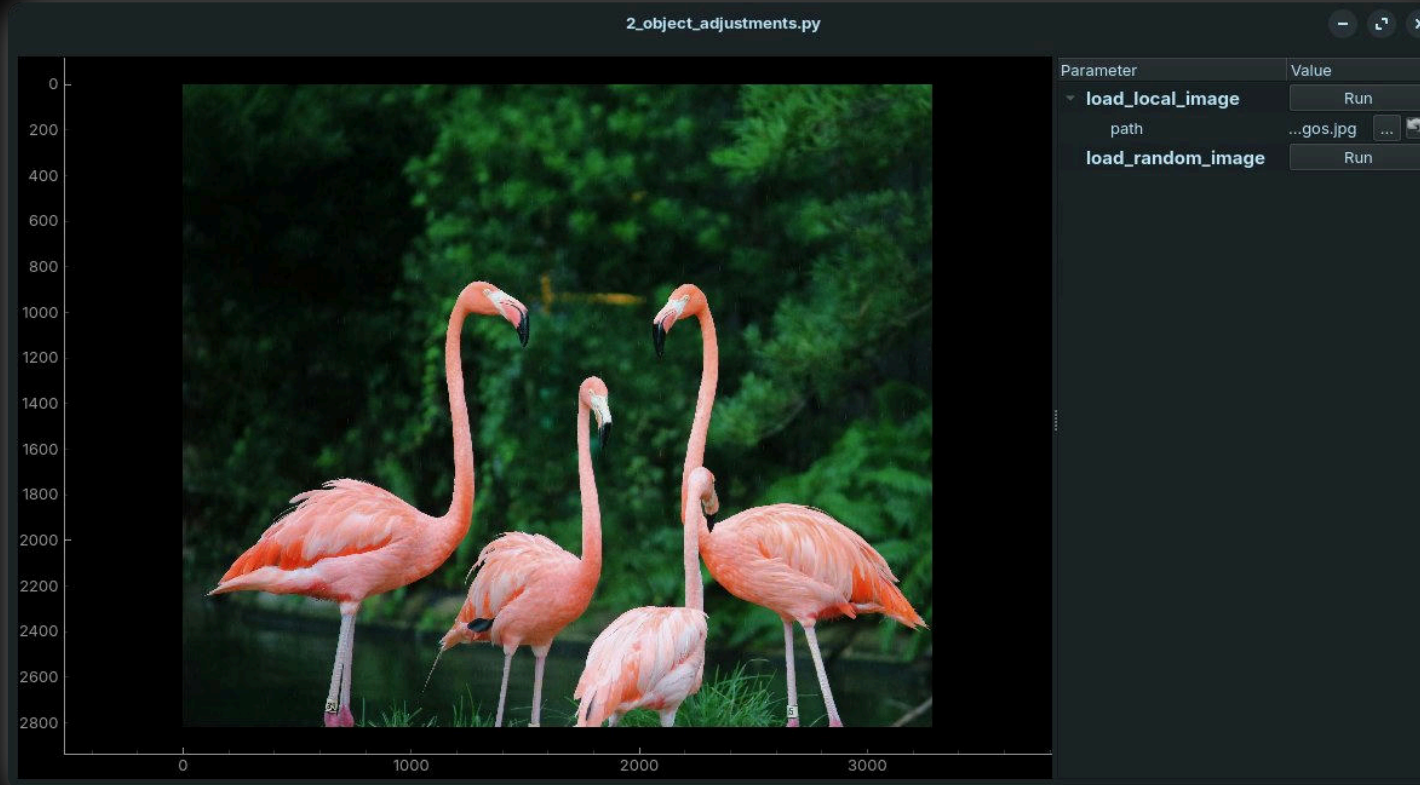 2_object_adjustments.py
Parameter Value
load_local_image Run
path ...gos.jpg ...
load_random_image Run
0
200
400
600
800
1000
1200
1400
1600
1800
2000
2200
2400
2600
2800
0 1000 2000 3000